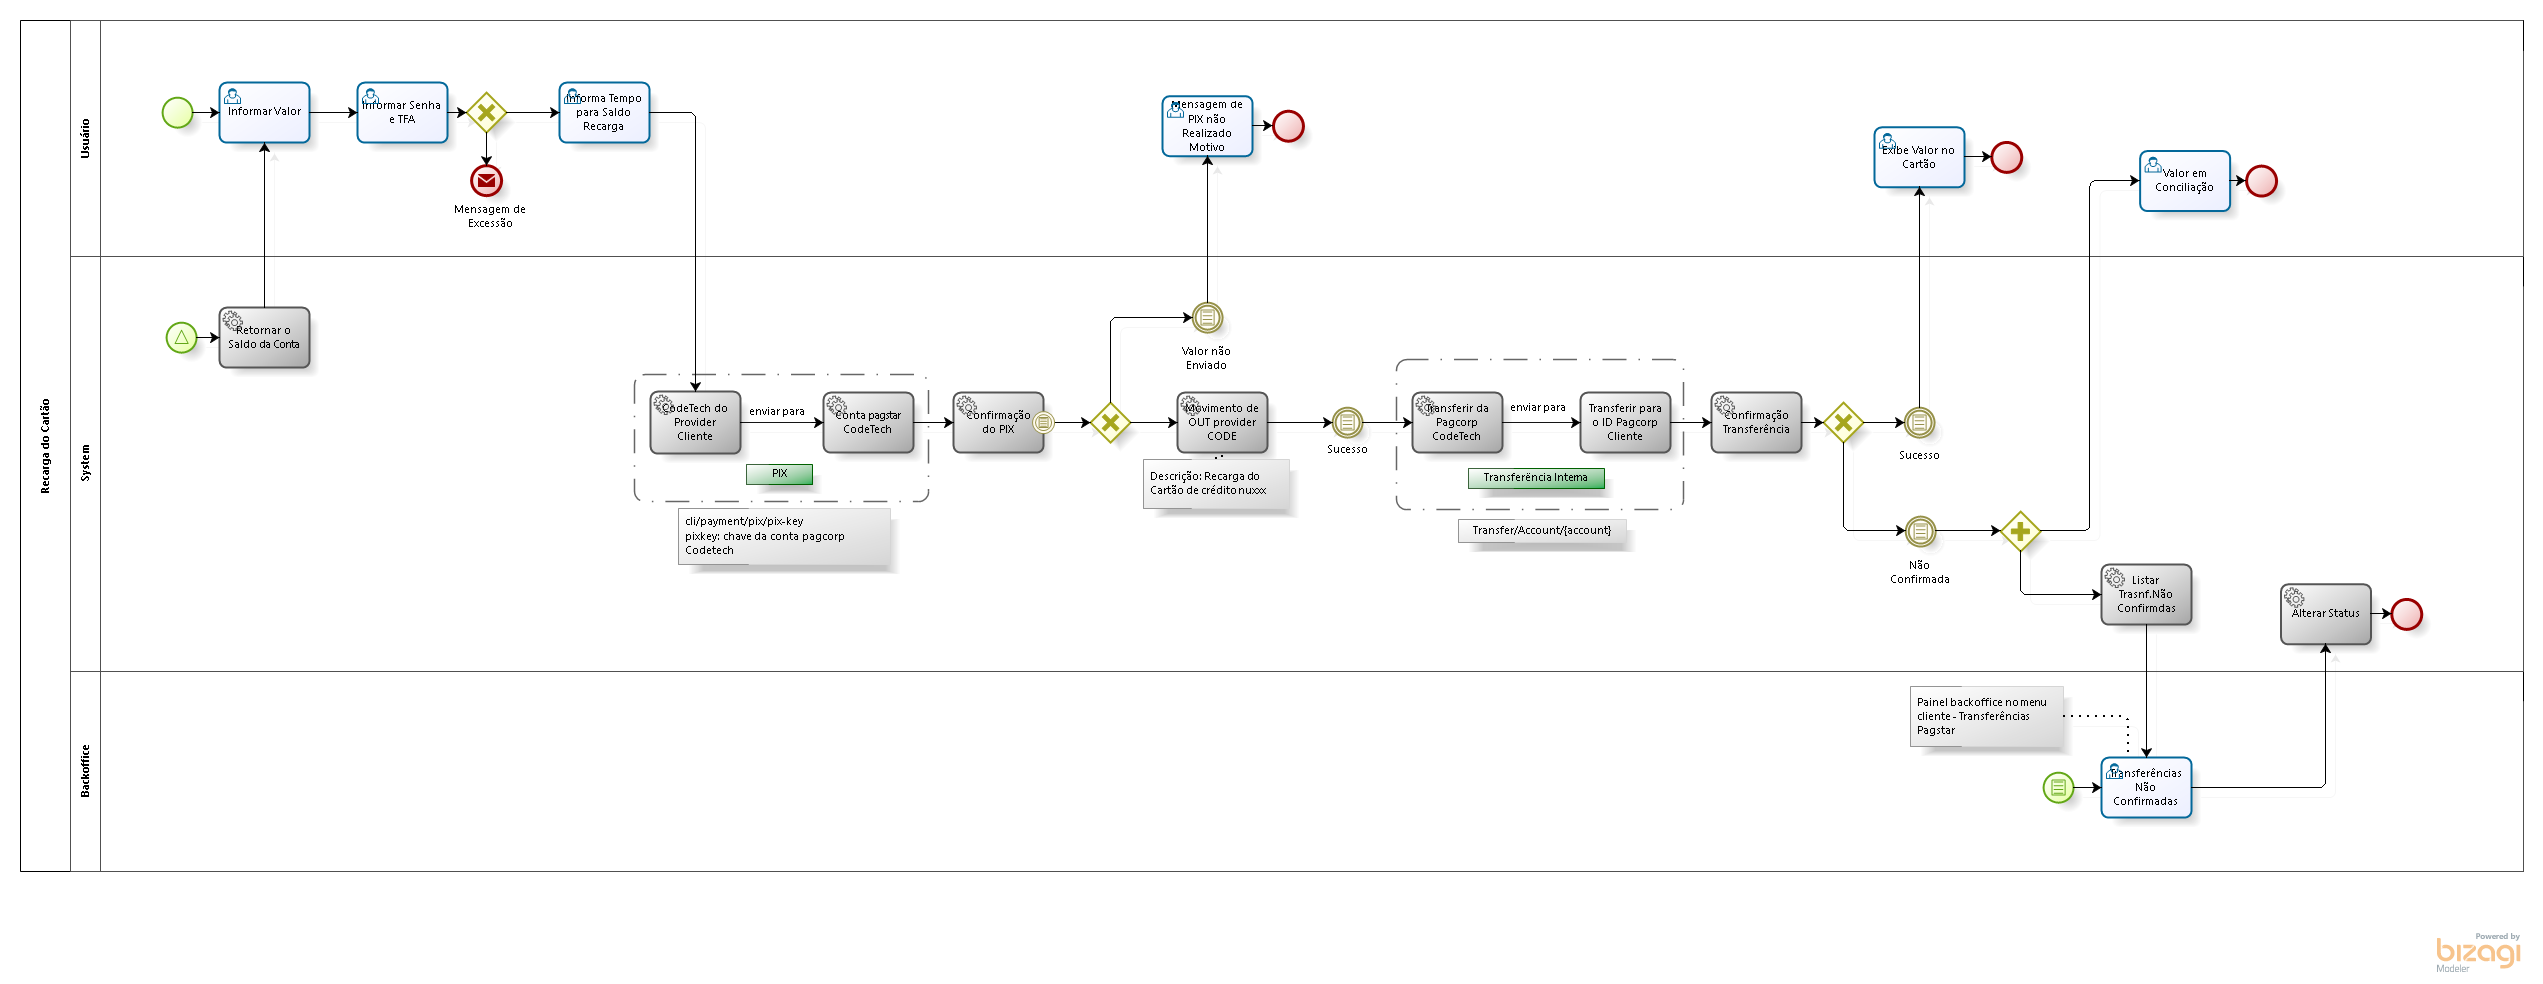 Recarga do Cartão
Usuário
Informar Valor
Informar Senha
e TFA
Mensagem de
Excessão
Informa Tempo
para Saldo
Recarga
Mensagem de
PIX não
Realizado
Motivo
Exibe Valor no
Cartão
Valor em
Conciliação
System
Retornar o
Saldo da Conta
CodeTech do
Provider
Cliente
enviar para
Conta pagstar
CodeTech
PIX
cli/payment/pix/pix-key
pixkey: chave da conta pagcorp
Codetech
Confirmação
do PIX
Valor não
Enviado
Movimento de
OUT provider
CODE
Descrição: Recarga do
Cartão de crédito nuxxx
Sucesso
Transferir da
Pagcorp
CodeTech
enviar para
Transferir para
o ID Pagcorp
Cliente
Transferëncia Interna
Transfer/Account/{account}
Confirmação
Transferência
Sucesso
Não
Confirmada
Listar
Trasnf.Não
Confirmdas
Alterar Status
Backoffice
Painel backoffice no menu
cliente - Transferências
Pagstar
Transferências
Não
Confirmadas
Powered by
bizagi
Modeler